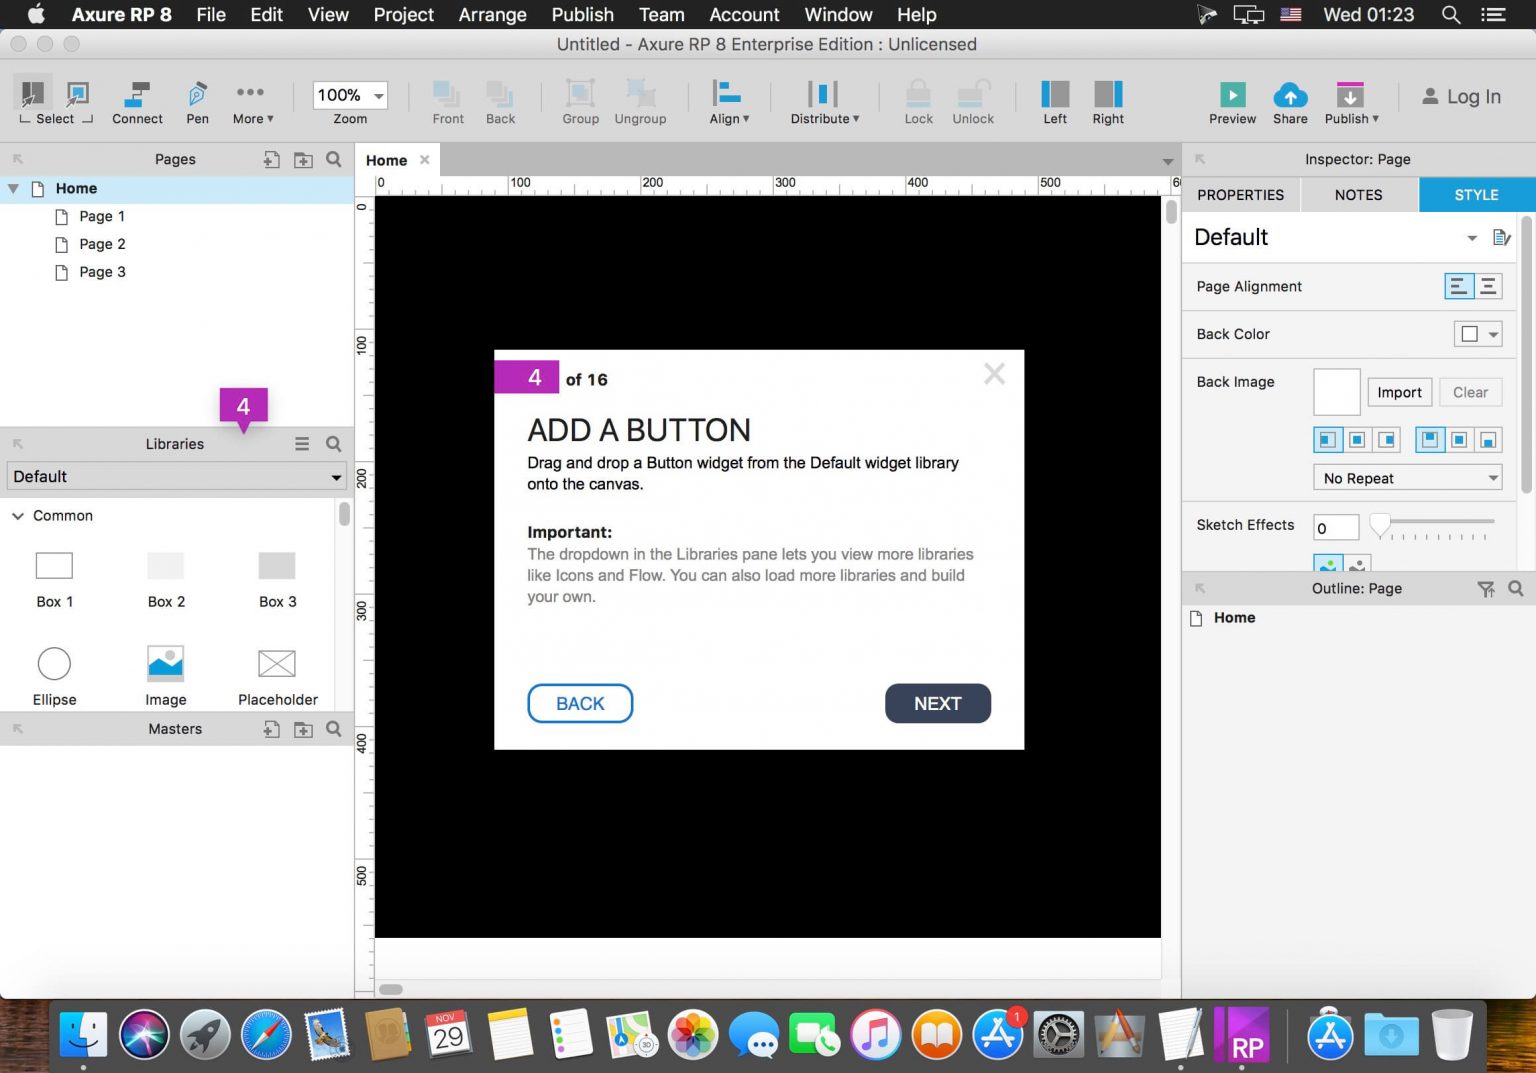 Axure RP 8 File Edit View Project Arrange Publish Team Account Window Help Wed 01:23
Untitled - Axure RP 8 Enterprise Edition : Unlicensed
100%
Select Connect Pen More Zoom Front Back Group Ungroup Align Distribute Lock Unlock Left Right Preview Share Publish Log In
Pages
Home
Page 1
Page 2
Page 3
4
Libraries
Default
Common
Box 1 Box 2 Box 3
Ellipse Image Placeholder
Masters
Home
0 100 200 300 400 500 6
0
100
200
300
400
500
4 of 16
ADD A BUTTON
Drag and drop a Button widget from the Default widget library
onto the canvas.
Important:
The dropdown in the Libraries pane lets you view more libraries
like Icons and Flow. You can also load more libraries and build
your own.
BACK NEXT
Inspector: Page
PROPERTIES NOTES STYLE
Default
Page Alignment
Back Color
Back Image Import Clear
No Repeat
Sketch Effects 0
Outline: Page
Home
NOV
29
3D
1
RP